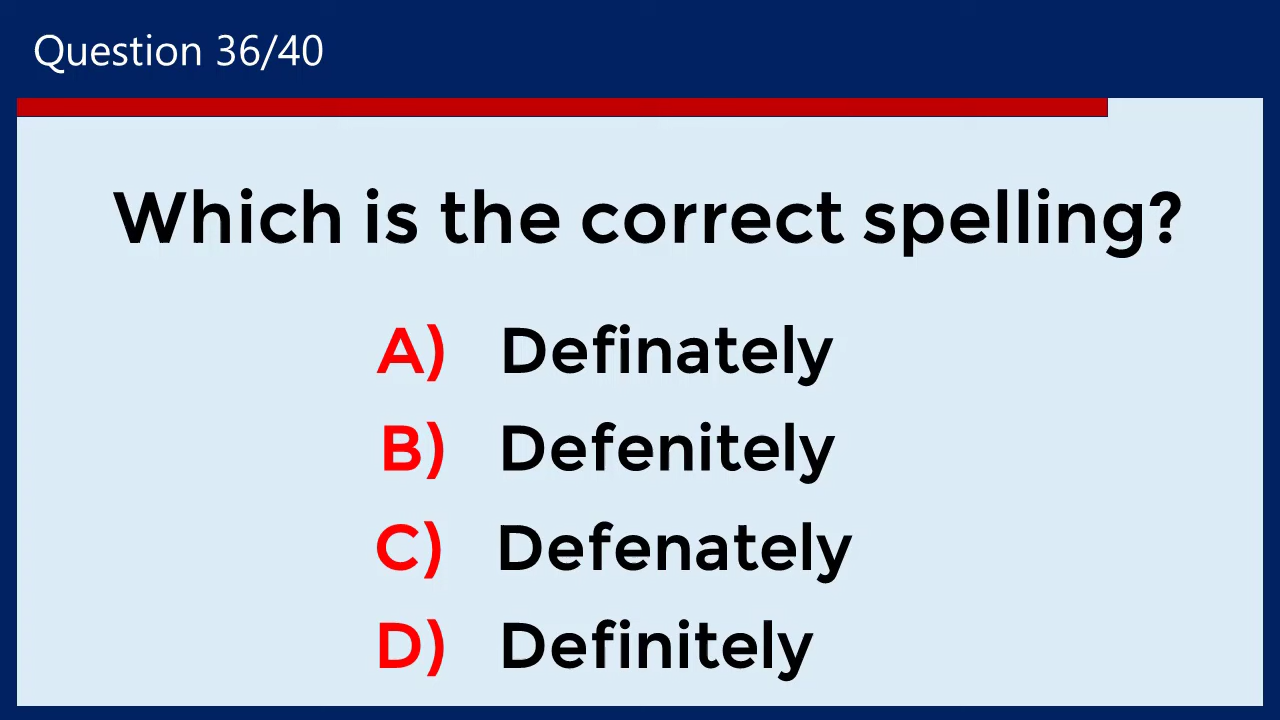 Question 36/40
Which is the correct spelling?
A) Definately
B) Defenitely
C) Defenately
D) Definitely